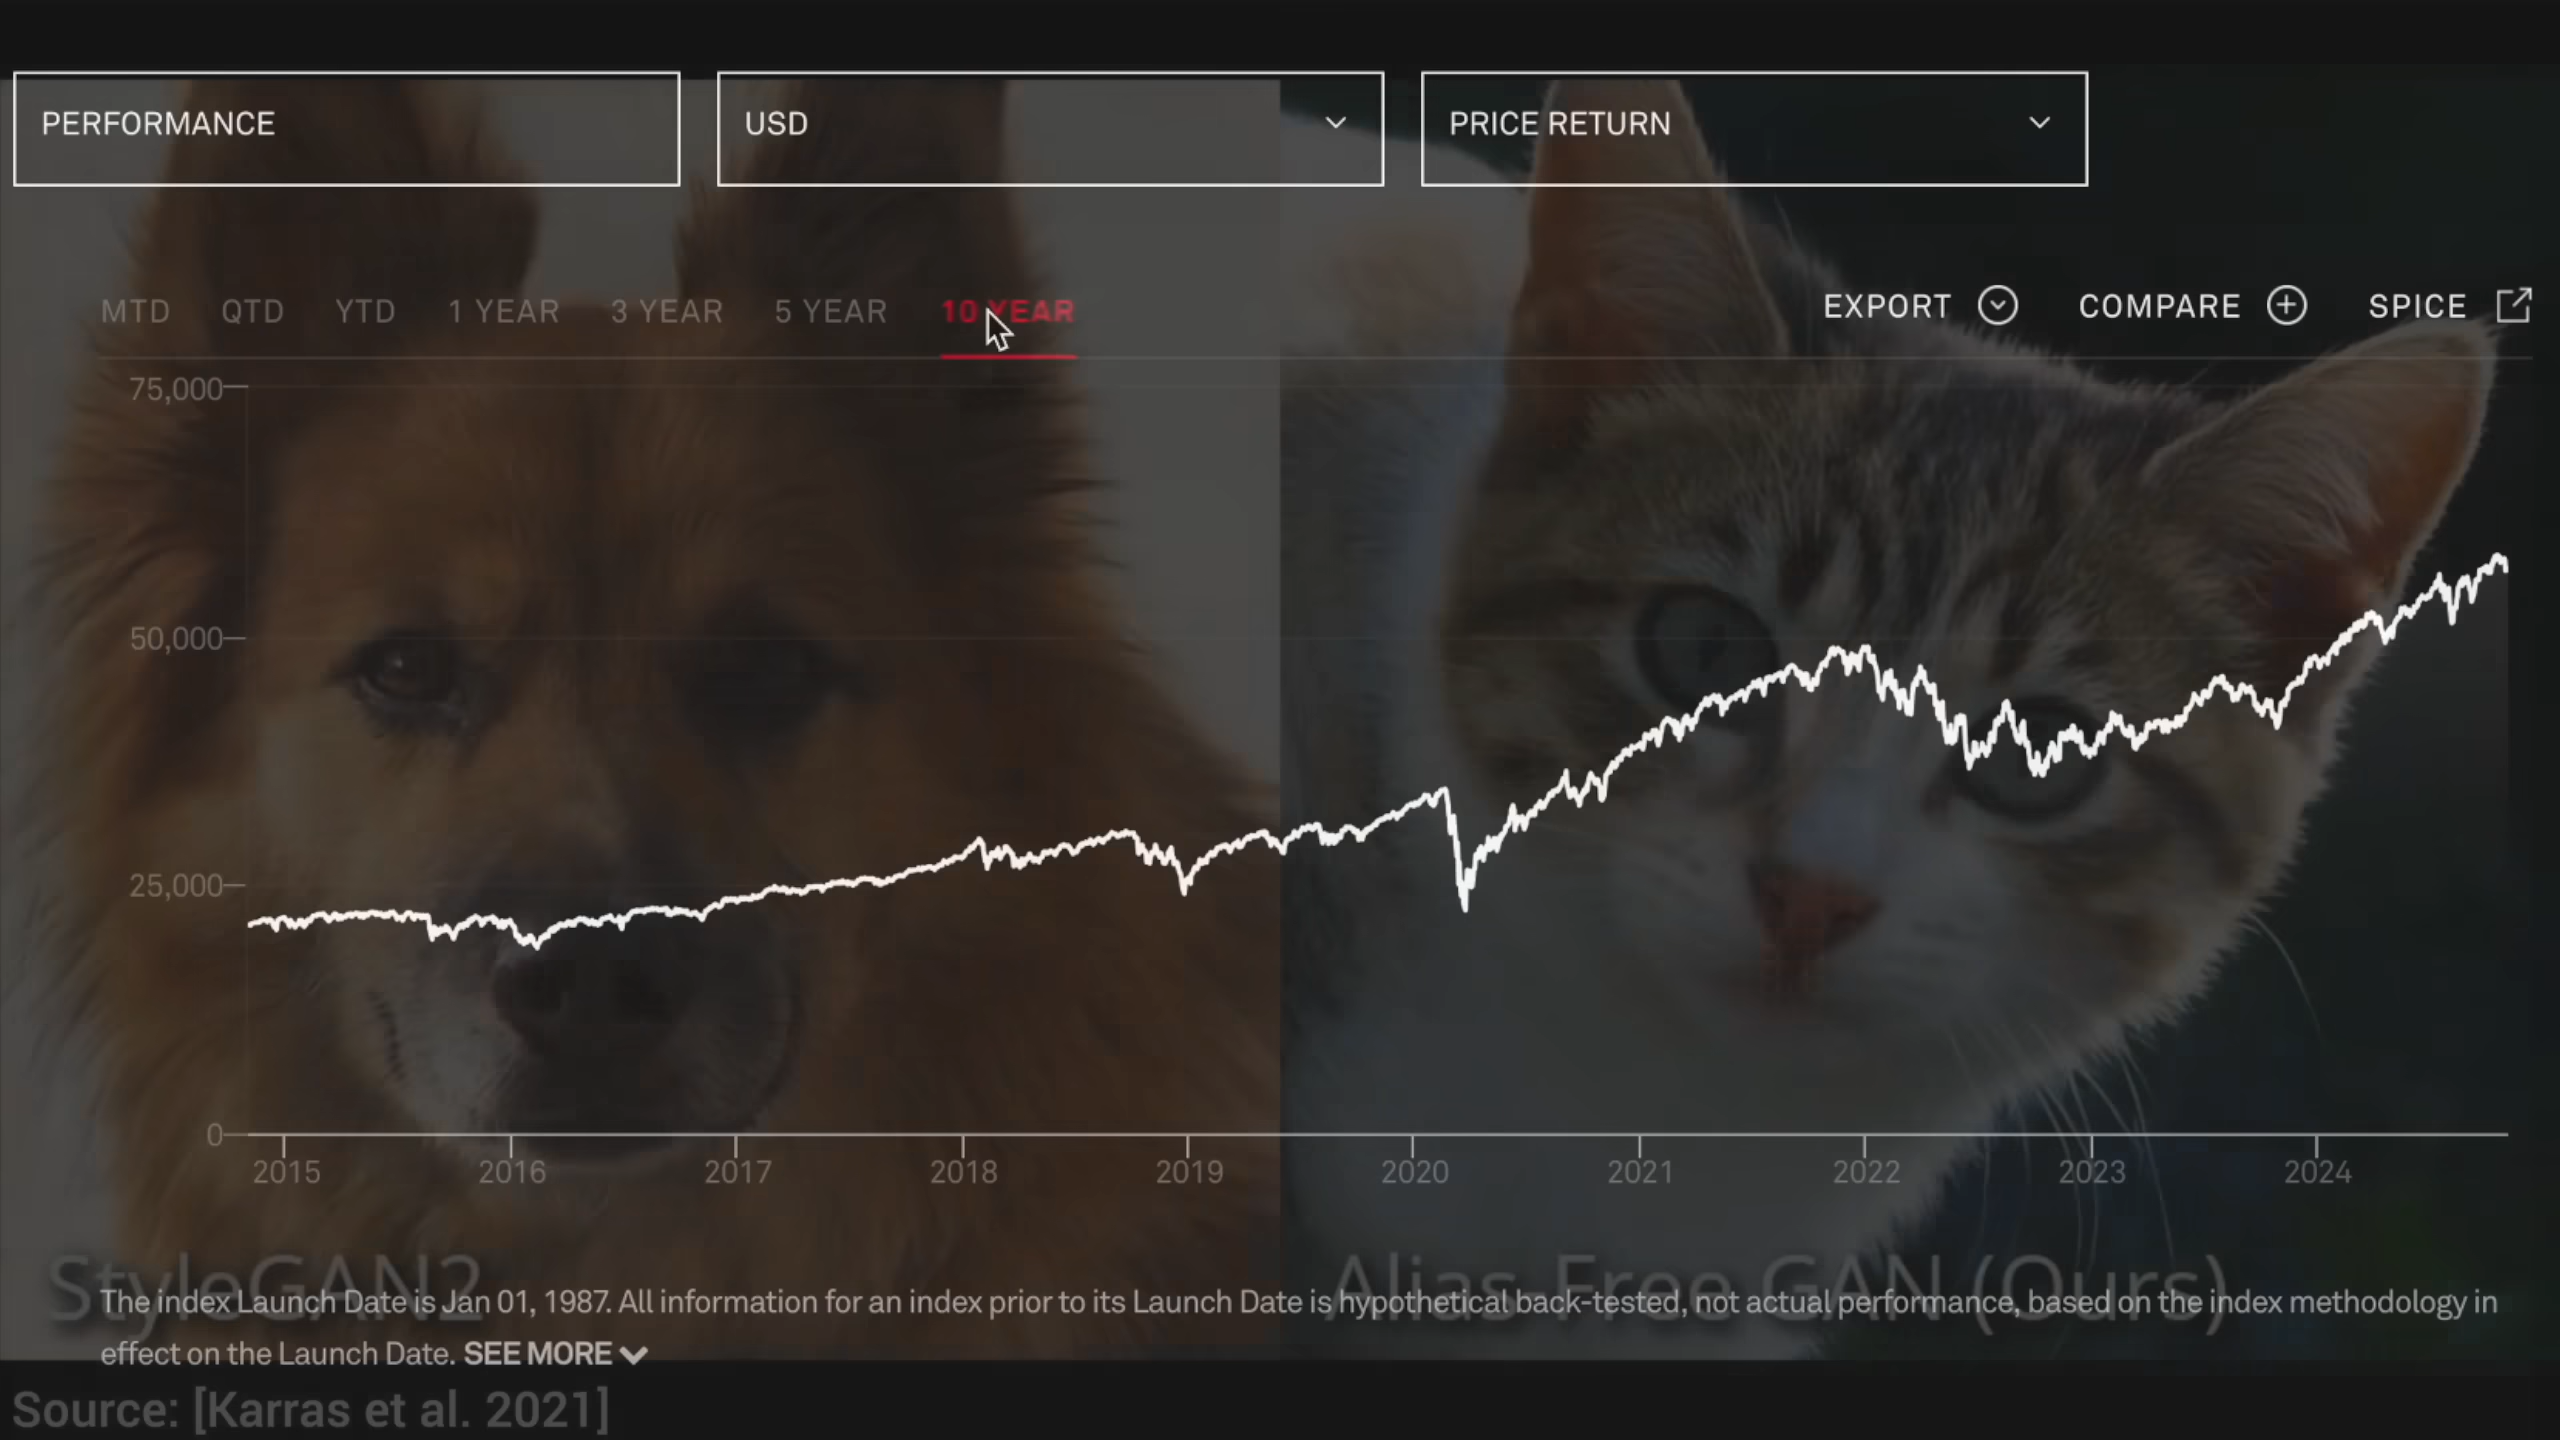 PERFORMANCE
USD
PRICE RETURN
MTD QTD YTD 1 YEAR 3 YEAR 5 YEAR 10 YEAR
EXPORT COMPARE SPICE
75,000
50,000
25,000
0
2015 2016 2017 2018 2019 2020 2021 2022 2023 2024
StyleGAN2
Alias-Free GAN (Ours)
The index Launch Date is Jan 01, 1987. All information for an index prior to its Launch Date is hypothetical back-tested, not actual performance, based on the index methodology in
effect on the Launch Date. SEE MORE
Source: [Karras et al. 2021]